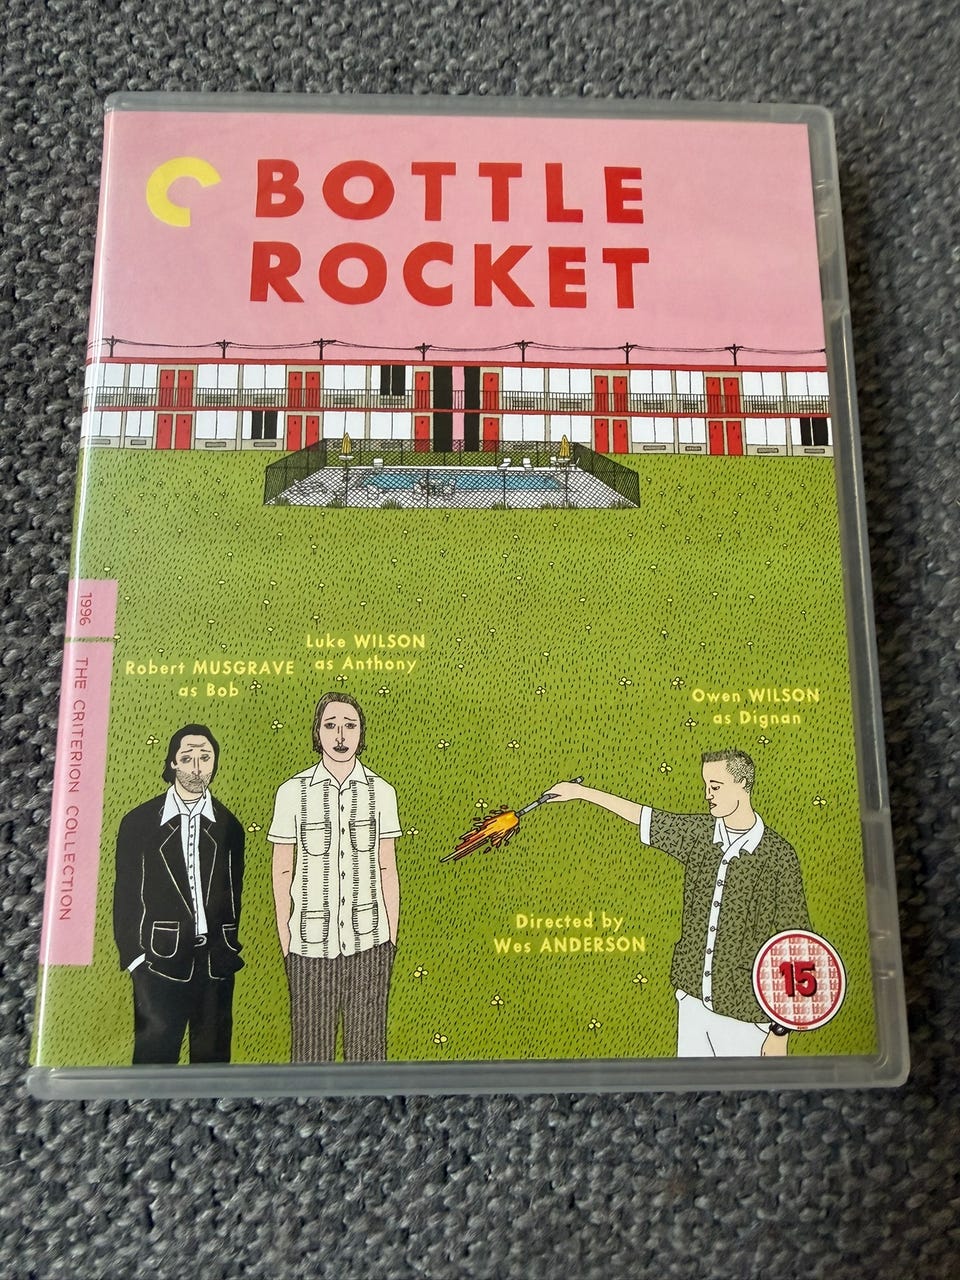 BOTTLE
ROCKET
1996
THE CRITERION COLLECTION
Luke WILSON
as Anthony
Robert MUSGRAVE
as Bob
Owen WILSON
as Dignan
Directed by
Wes ANDERSON
15